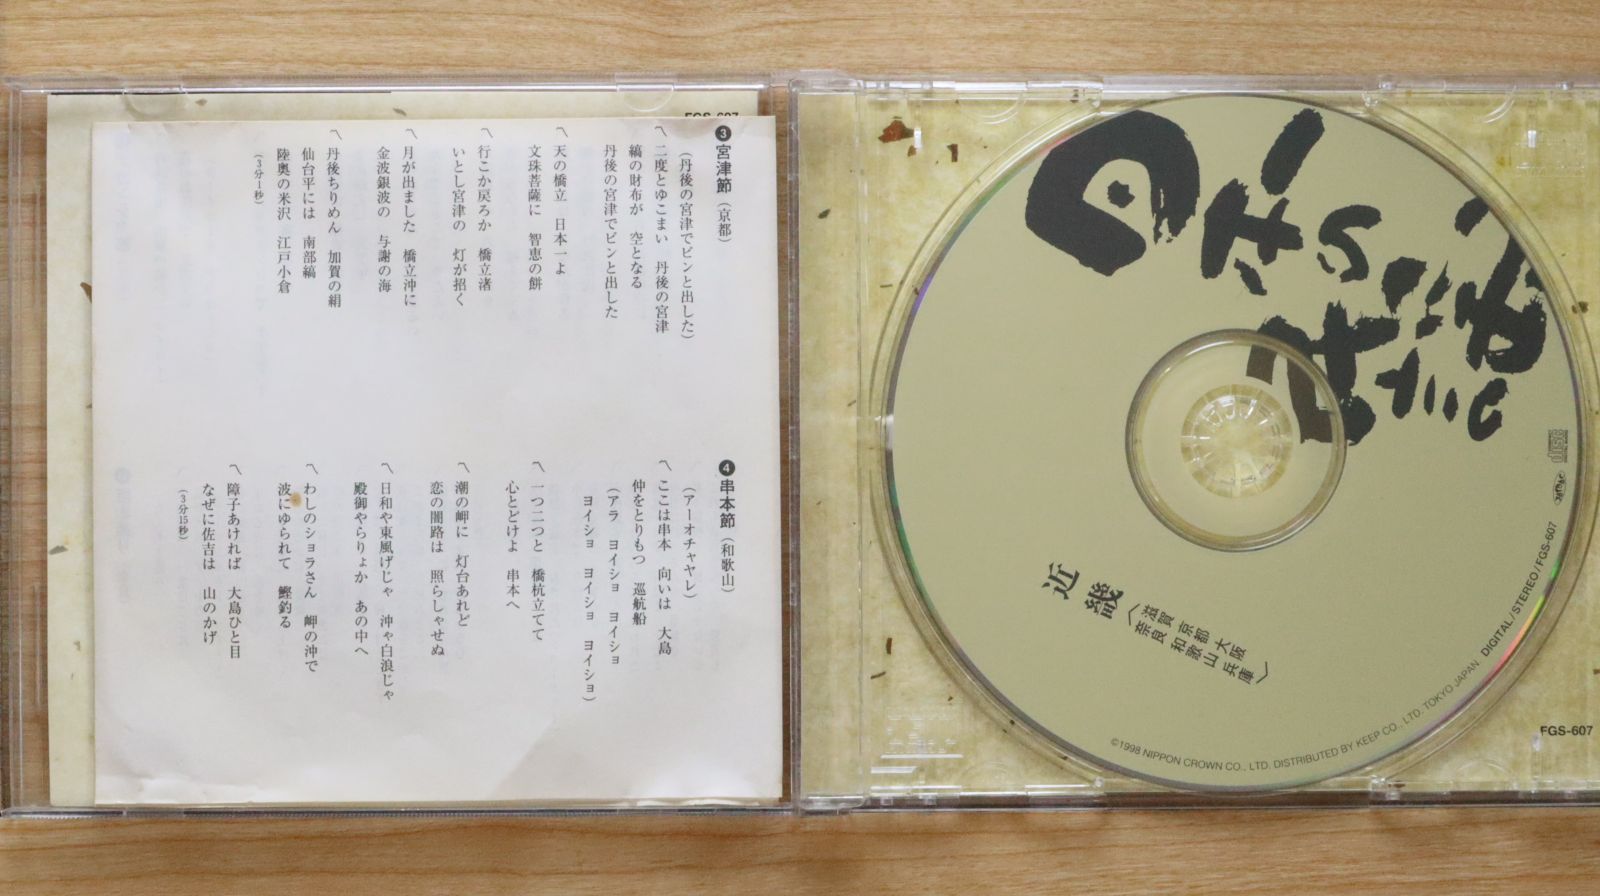 FGS-607
❸宮津節（京都）
（丹後の宮津でピンと出した）
〽二度とゆこまい　丹後の宮津
縞の財布が　空となる
丹後の宮津でピンと出した
〽天の橋立　日本一よ
文珠菩薩に　智恵の餅
〽行こか戻ろか　橋立渚
いとし宮津の　灯が招く
〽月が出ました　橋立沖に
金波銀波の　与謝の海
〽丹後ちりめん　加賀の絹
仙台平には　南部縞
陸奥の米沢　江戸小倉
（3分1秒）
❹串本節（和歌山）
（アーオチャヤレ）
〽ここは串本　向いは　大島
仲をとりもつ　巡航船
（アラ　ヨイショ　ヨイショ
ヨイショ　ヨイショ　ヨイショ）
〽一つ二つと　橋杭立てて
心とどけよ　串本へ
〽潮の岬に　灯台あれど
恋の闇路は　照らしゃせぬ
〽日和や東風げじゃ　沖ゃ白浪じゃ
殿御やらりょか　あの中へ
〽わしのショラさん　岬の沖で
波にゆられて　鰹釣る
〽障子あければ　大島ひと目
なぜに佐吉は　山のかげ
（3分15秒）
近畿
〈滋賀 京都 大阪
奈良 和歌山 兵庫〉
©1998 NIPPON CROWN CO., LTD. DISTRIBUTED BY KEEP CO., LTD. TOKYO JAPAN
DIGITAL/STEREO/FGS-607
disc
FGS-607